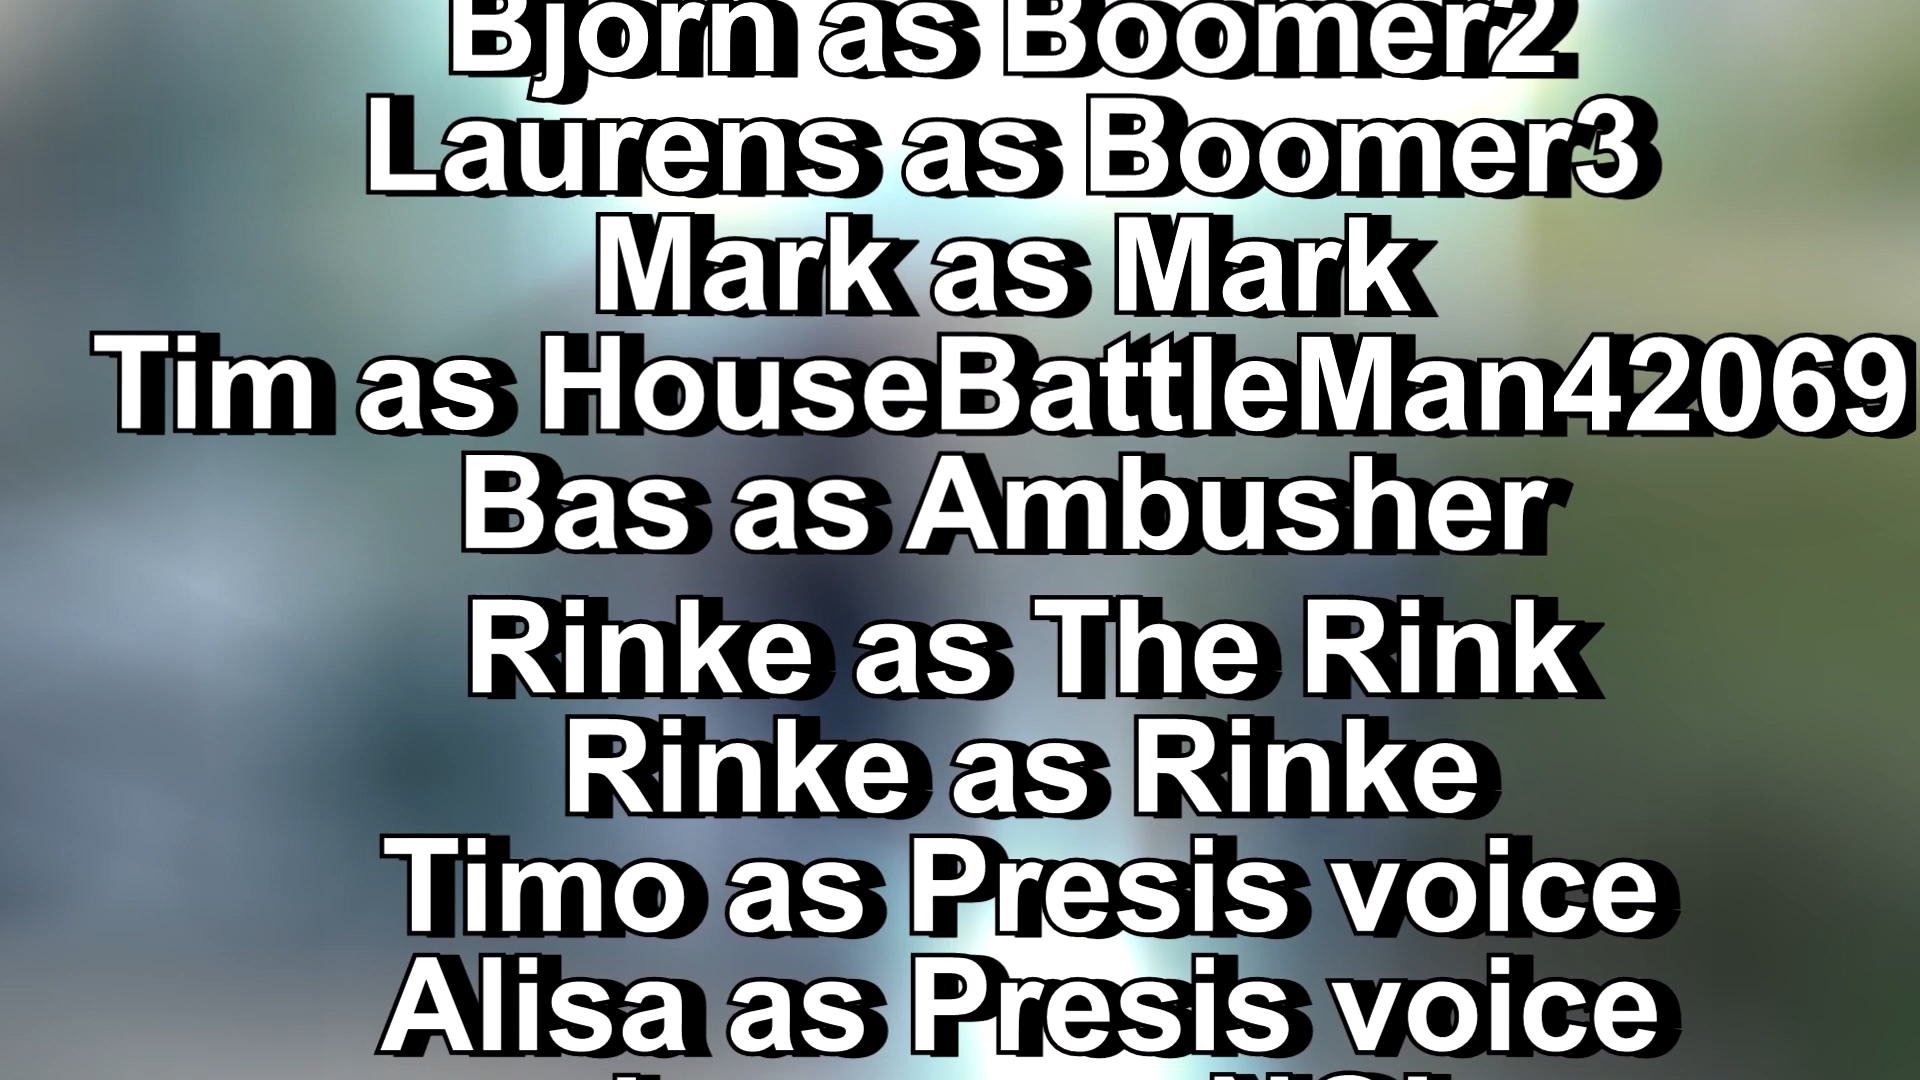 Bjorn as Boomer2
Laurens as Boomer3
Mark as Mark
Tim as HouseBattleMan42069
Bas as Ambusher
Rinke as The Rink
Rinke as Rinke
Timo as Presis voice
Alisa as Presis voice